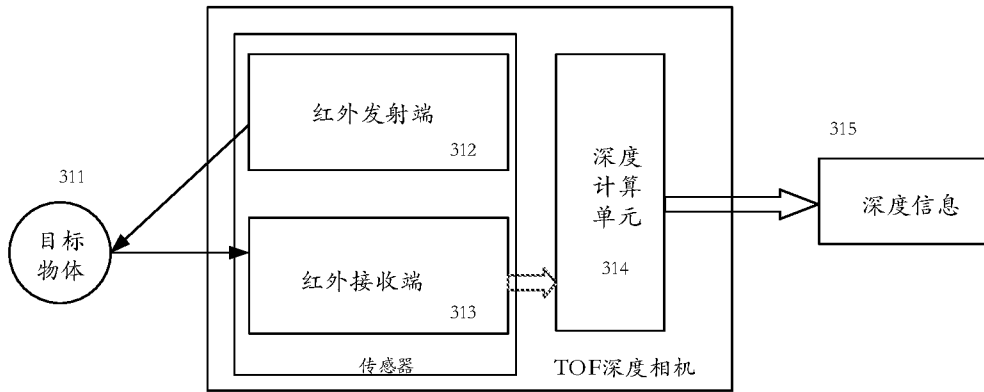 红外发射端
312
深度
计算
单元
314
315
深度信息
311
目标
物体
红外接收端
313
传感器
TOF深度相机